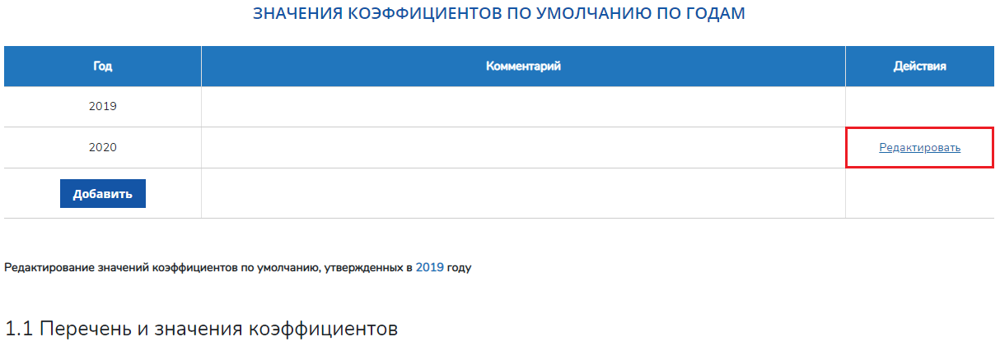 ЗНАЧЕНИЯ КОЭФФИЦИЕНТОВ ПО УМОЛЧАНИЮ ПО ГОДАМ
Год Комментарий Действия
2019
2020 Редактировать
Добавить
Редактирование значений коэффициентов по умолчанию, утвержденных в 2019 году
1.1 Перечень и значения коэффициентов